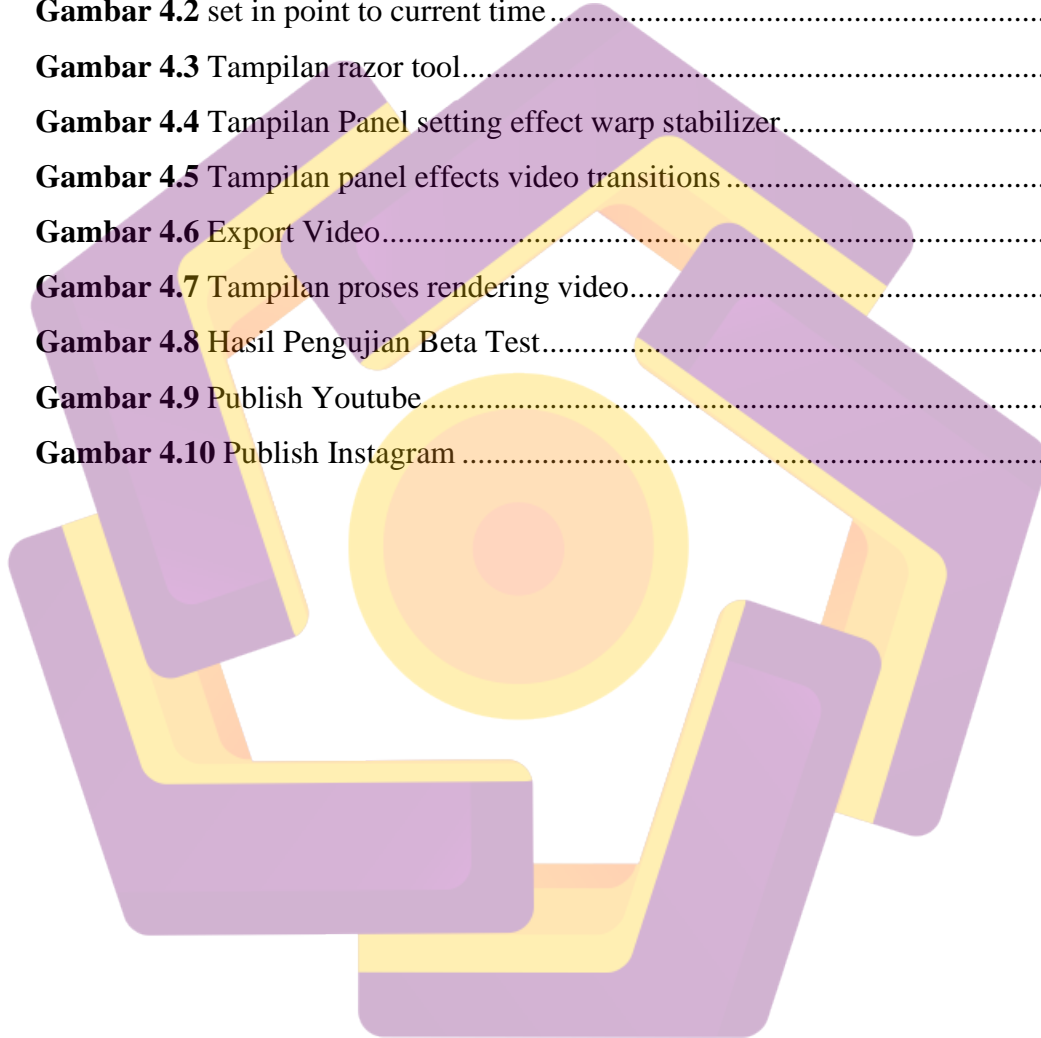 Gambar 4.2 set in point to current time................................................................
Gambar 4.3 Tampilan razor tool...........................................................................
Gambar 4.4 Tampilan Panel setting effect warp stabilizer..................................
Gambar 4.5 Tampilan panel effects video transitions.........................................
Gambar 4.6 Export Video.....................................................................................
Gambar 4.7 Tampilan proses rendering video.....................................................
Gambar 4.8 Hasil Pengujian Beta Test.................................................................
Gambar 4.9 Publish Youtube................................................................................
Gambar 4.10 Publish Instagram...........................................................................